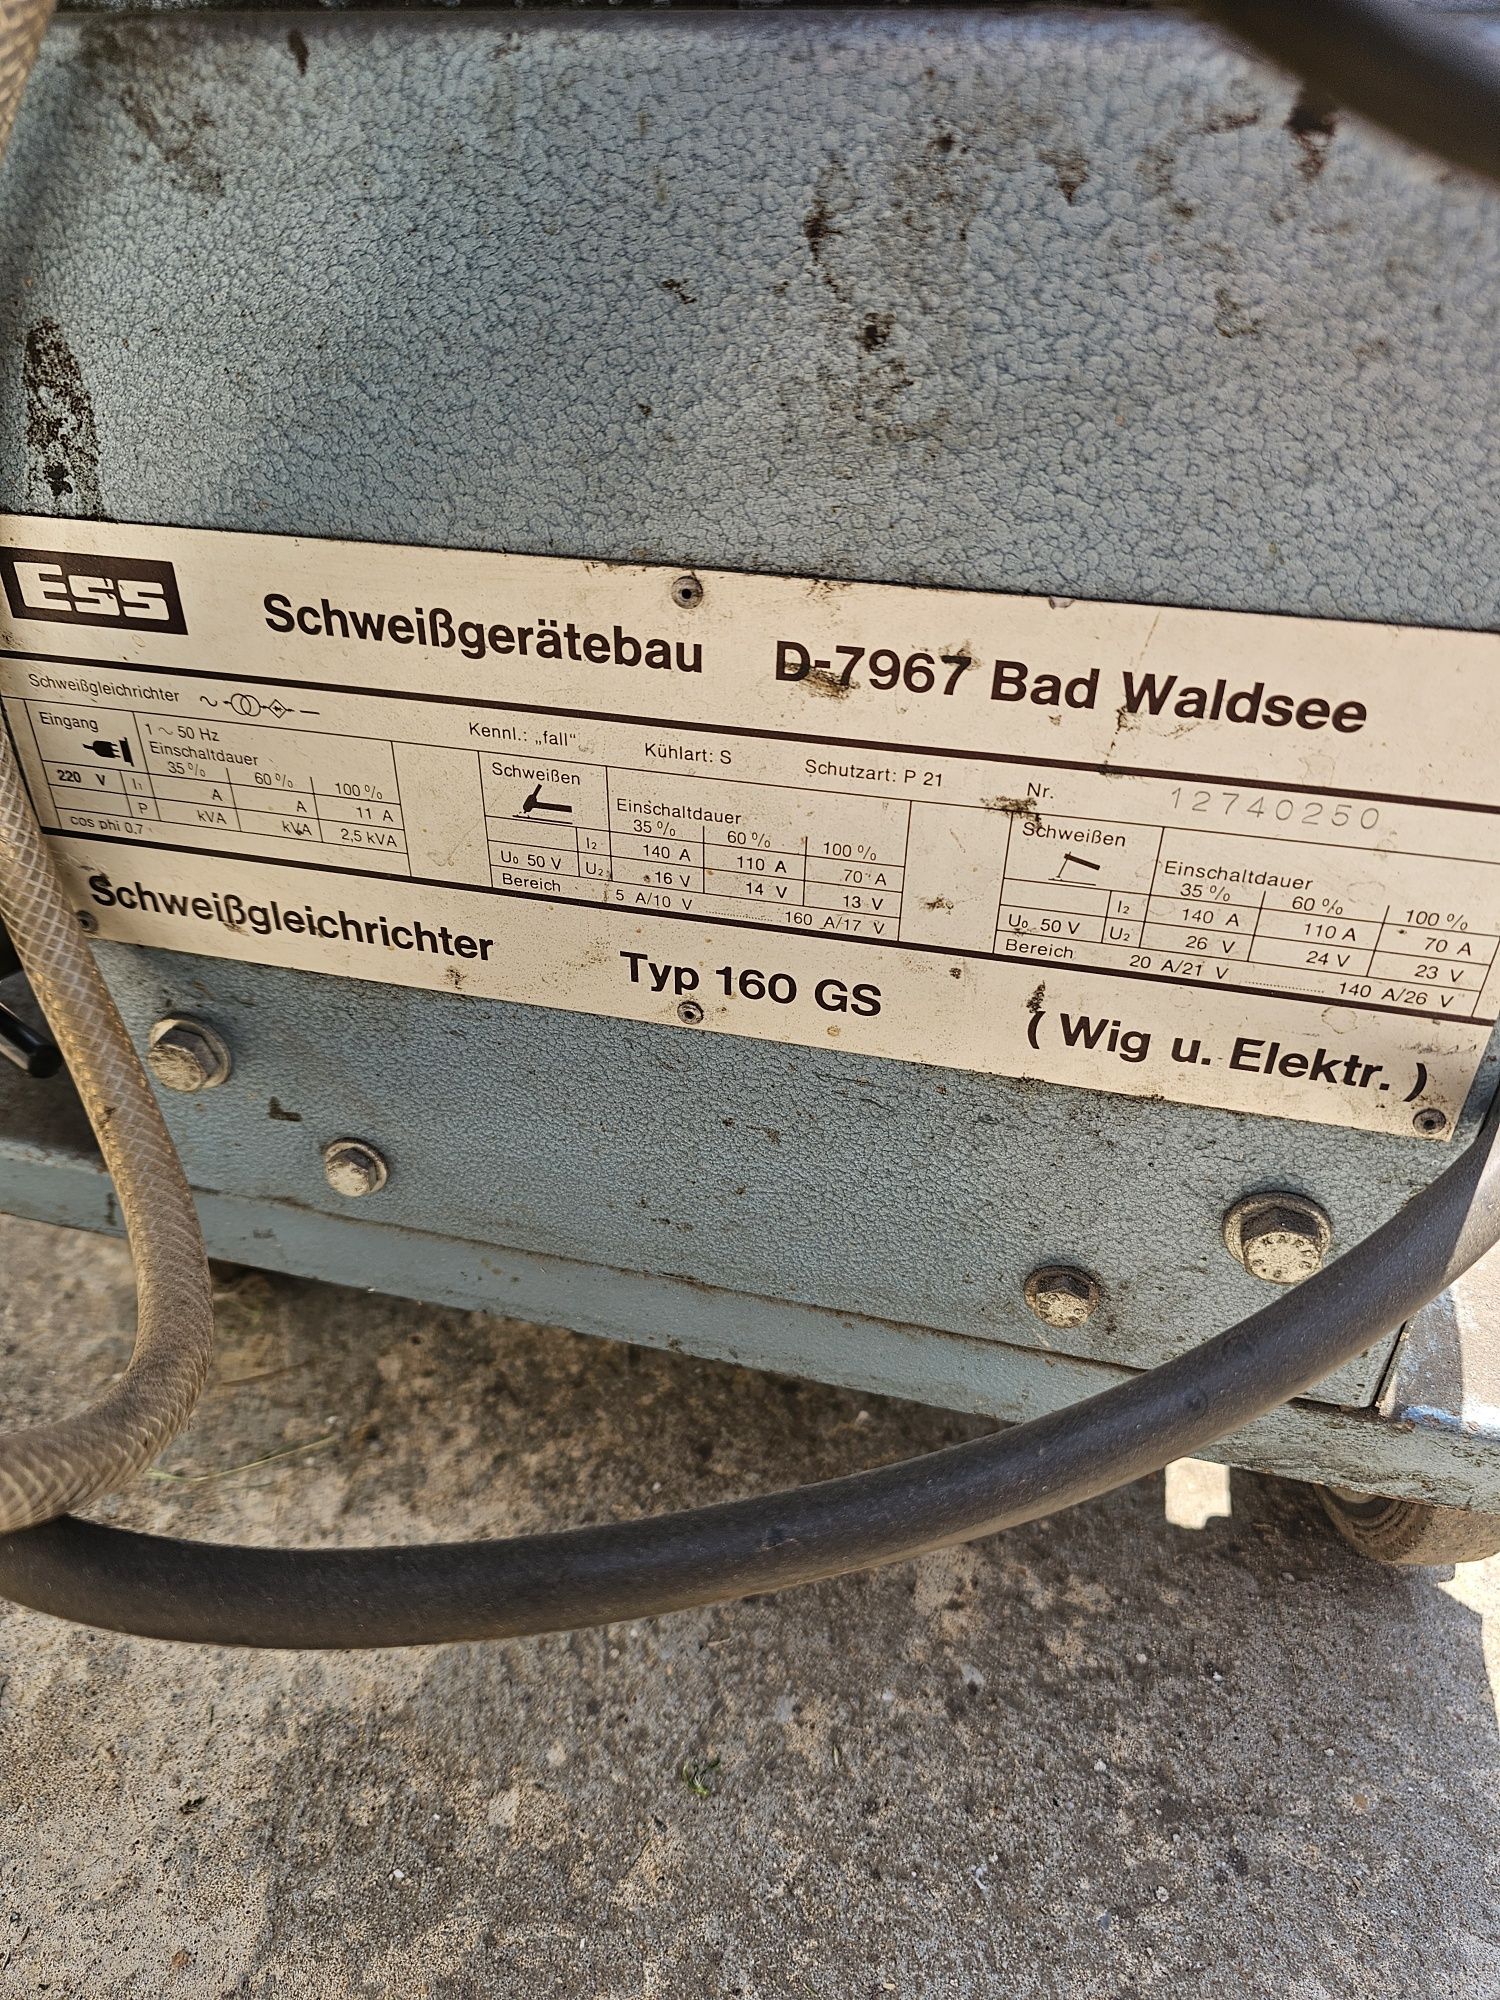 ESS Schweißgerätebau D-7967 Bad Waldsee
Schweißgleichrichter Kennl.: „fall" Kühlart: S Schutzart: P 21 Nr. 12740250
Eingang 1 ~ 50 Hz
Einschaltdauer
35 % 60 % 100 %
220 V I₁ A A 11 A
P kVA kVA 2,5 kVA
cos phi 0.7
Schweißen Einschaltdauer
35 % 60 % 100 %
I₂ 140 A 110 A 70 A
U₀ 50 V U₂ 16 V 14 V 13 V
Bereich 5 A/10 V ........... 160 A/17 V
Schweißen Einschaltdauer
35 % 60 % 100 %
I₂ 140 A 110 A 70 A
U₀ 50 V U₂ 26 V 24 V 23 V
Bereich 20 A/21 V ........... 140 A/26 V
Schweißgleichrichter Typ 160 GS ( Wig u. Elektr. )